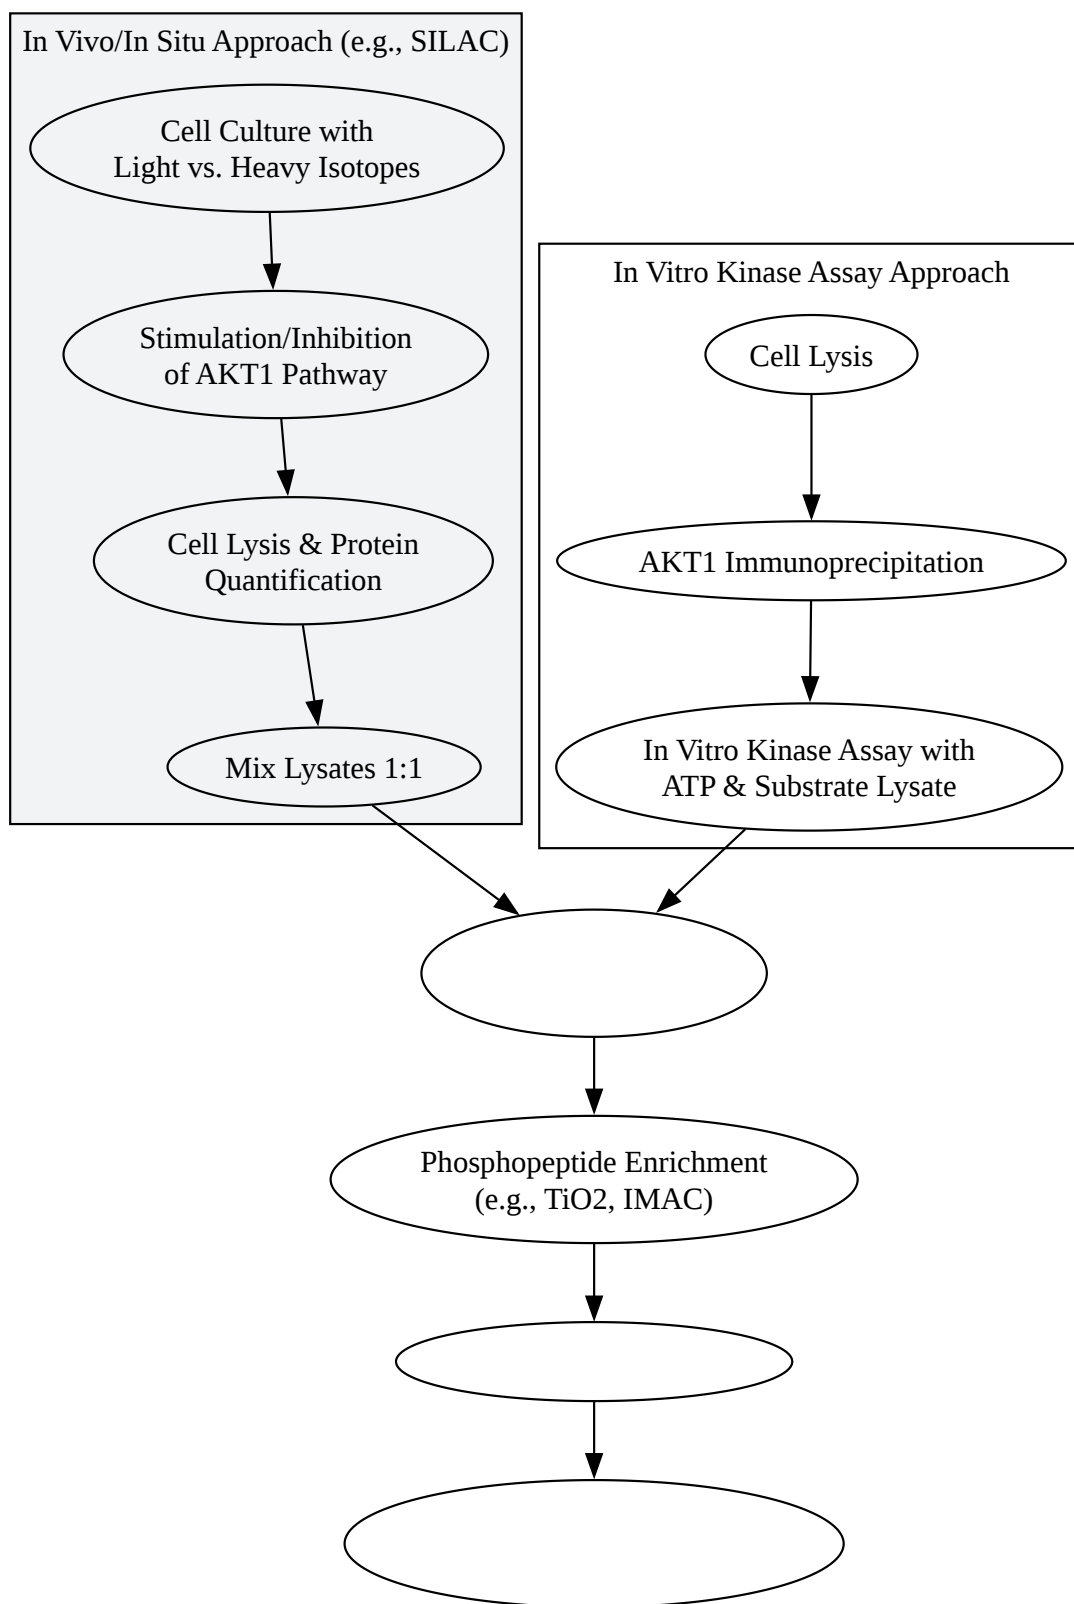 In Vivo/In Situ Approach (e.g., SILAC)
Cell Culture with
Light vs. Heavy Isotopes
Stimulation/Inhibition
of AKT1 Pathway
Cell Lysis & Protein
Quantification
Mix Lysates 1:1
In Vitro Kinase Assay Approach
Cell Lysis
AKT1 Immunoprecipitation
In Vitro Kinase Assay with
ATP & Substrate Lysate
Phosphopeptide Enrichment
(e.g., TiO2, IMAC)